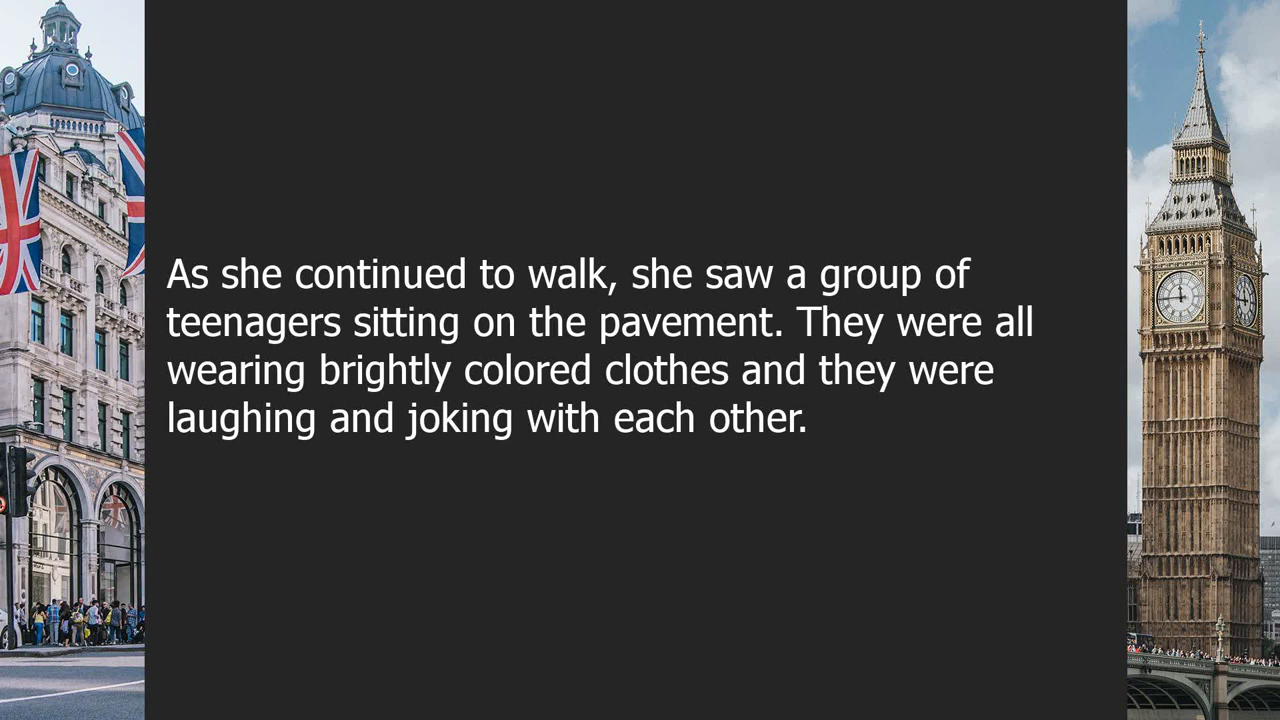 As she continued to walk, she saw a group of
teenagers sitting on the pavement. They were all
wearing brightly colored clothes and they were
laughing and joking with each other.